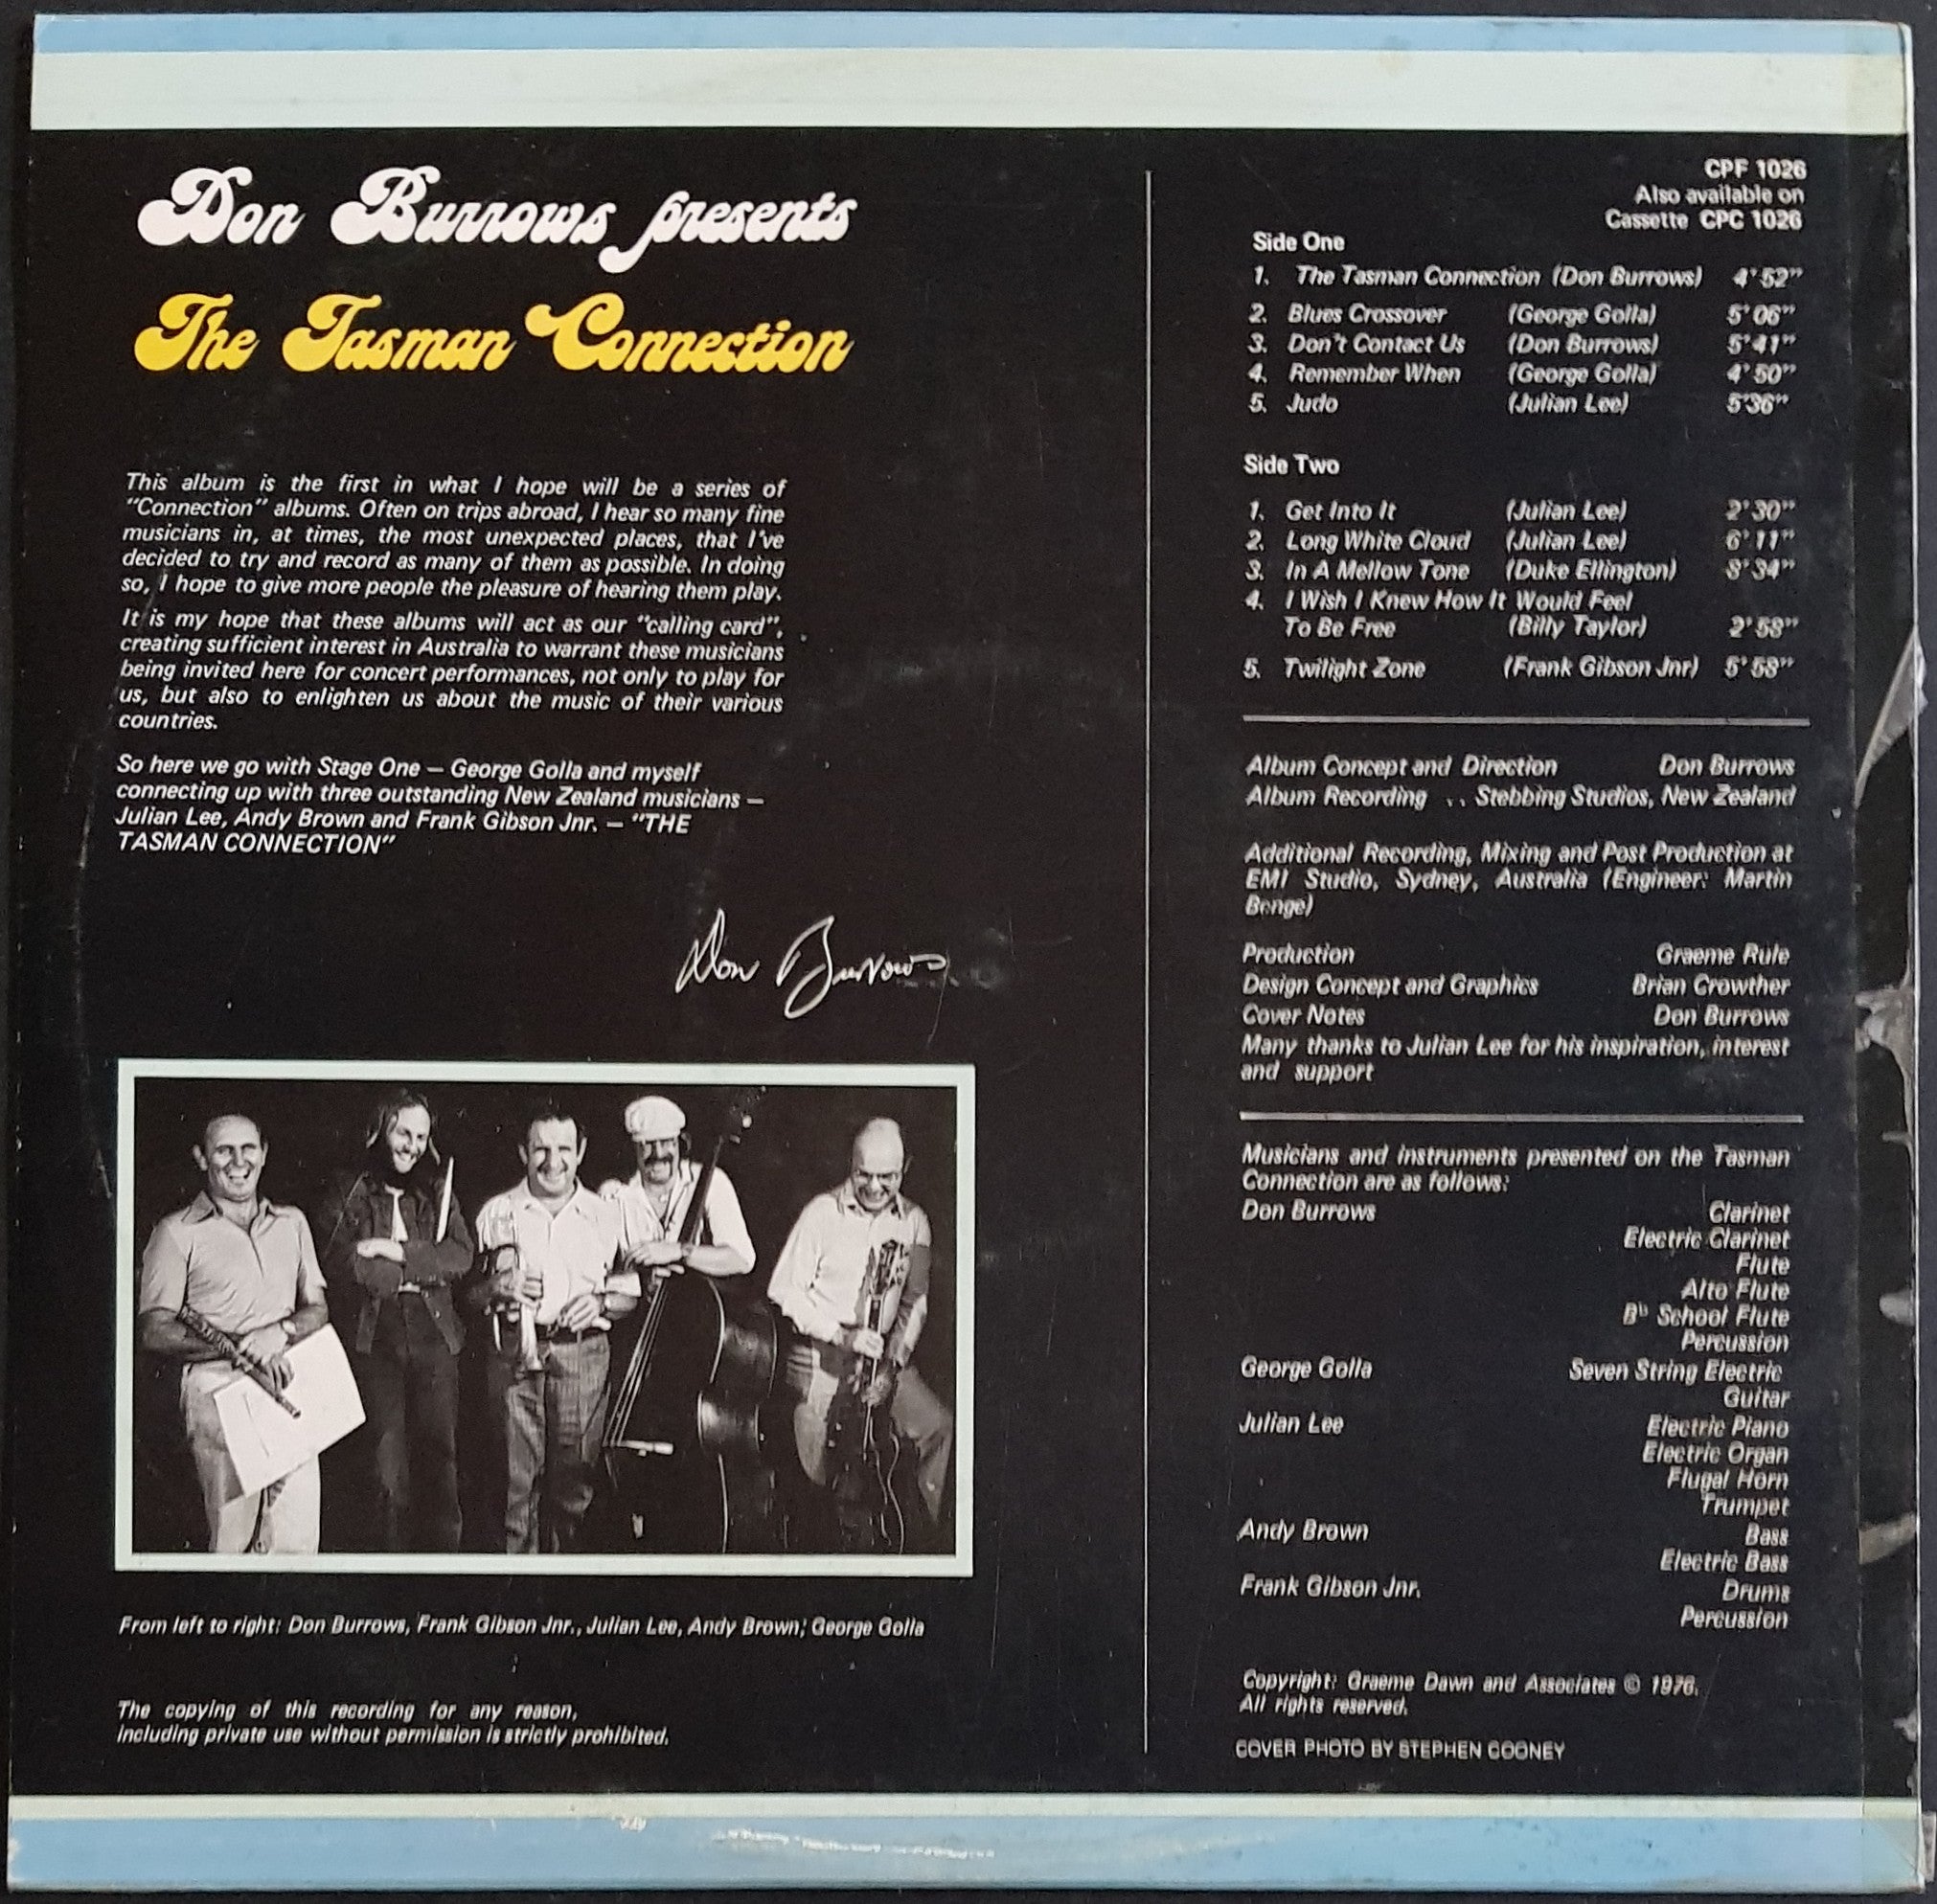 Don Burrows presents
The Tasman Connection
This album is the first in what I hope will be a series of
"Connection" albums. Often on trips abroad, I hear so many fine
musicians in, at times, the most unexpected places, that I've
decided to try and record as many of them as possible. In doing
so, I hope to give more people the pleasure of hearing them play.
It is my hope that these albums will act as our "calling card",
creating sufficient interest in Australia to warrant these musicians
being invited here for concert performances, not only to play for
us, but also to enlighten us about the music of their various
countries.
So here we go with Stage One — George Golla and myself
connecting up with three outstanding New Zealand musicians —
Julian Lee, Andy Brown and Frank Gibson Jnr. — "THE
TASMAN CONNECTION"
Don Burrows
From left to right: Don Burrows, Frank Gibson Jnr., Julian Lee, Andy Brown; George Golla
The copying of this recording for any reason,
including private use without permission is strictly prohibited.
CPF 1026
Also available on
Cassette CPC 1026
Side One
1. The Tasman Connection (Don Burrows) 4'52"
2. Blues Crossover (George Golla) 5'06"
3. Don't Contact Us (Don Burrows) 5'41"
4. Remember When (George Golla) 4'50"
5. Judo (Julian Lee) 5'36"
Side Two
1. Get Into It (Julian Lee) 2'30"
2. Long White Cloud (Julian Lee) 6'11"
3. In A Mellow Tone (Duke Ellington) 8'34"
4. I Wish I Knew How It Would Feel
To Be Free (Billy Taylor) 2'58"
5. Twilight Zone (Frank Gibson Jnr) 5'58"
Album Concept and Direction Don Burrows
Album Recording .. Stebbing Studios, New Zealand
Additional Recording, Mixing and Post Production at
EMI Studio, Sydney, Australia (Engineer: Martin
Benge)
Production Graeme Rule
Design Concept and Graphics Brian Crowther
Cover Notes Don Burrows
Many thanks to Julian Lee for his inspiration, interest
and support
Musicians and instruments presented on the Tasman
Connection are as follows:
Don Burrows Clarinet
Electric Clarinet
Flute
Alto Flute
B♭ School Flute
Percussion
George Golla Seven String Electric
Guitar
Julian Lee Electric Piano
Electric Organ
Flugal Horn
Trumpet
Andy Brown Bass
Electric Bass
Frank Gibson Jnr. Drums
Percussion
Copyright: Graeme Dawn and Associates © 1976.
All rights reserved.
COVER PHOTO BY STEPHEN COONEY